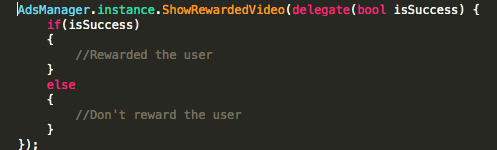 AdsManager.instance.ShowRewardedVideo(delegate(bool isSuccess) {
if(isSuccess)
{
//Rewarded the user
}
else
{
//Don't reward the user
}
});